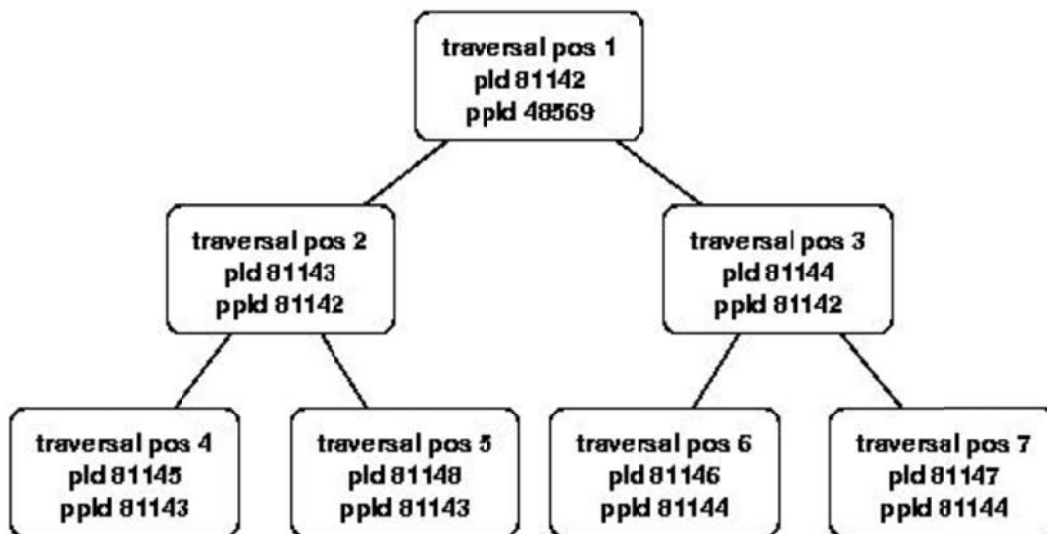 traversal pos 1
pid 81142
ppid 48569
traversal pos 2
pid 81143
ppid 81142
traversal pos 3
pid 81144
ppid 81142
traversal pos 4
pid 81145
ppid 81143
traversal pos 5
pid 81148
ppid 81143
traversal pos 6
pid 81146
ppid 81144
traversal pos 7
pid 81147
ppid 81144